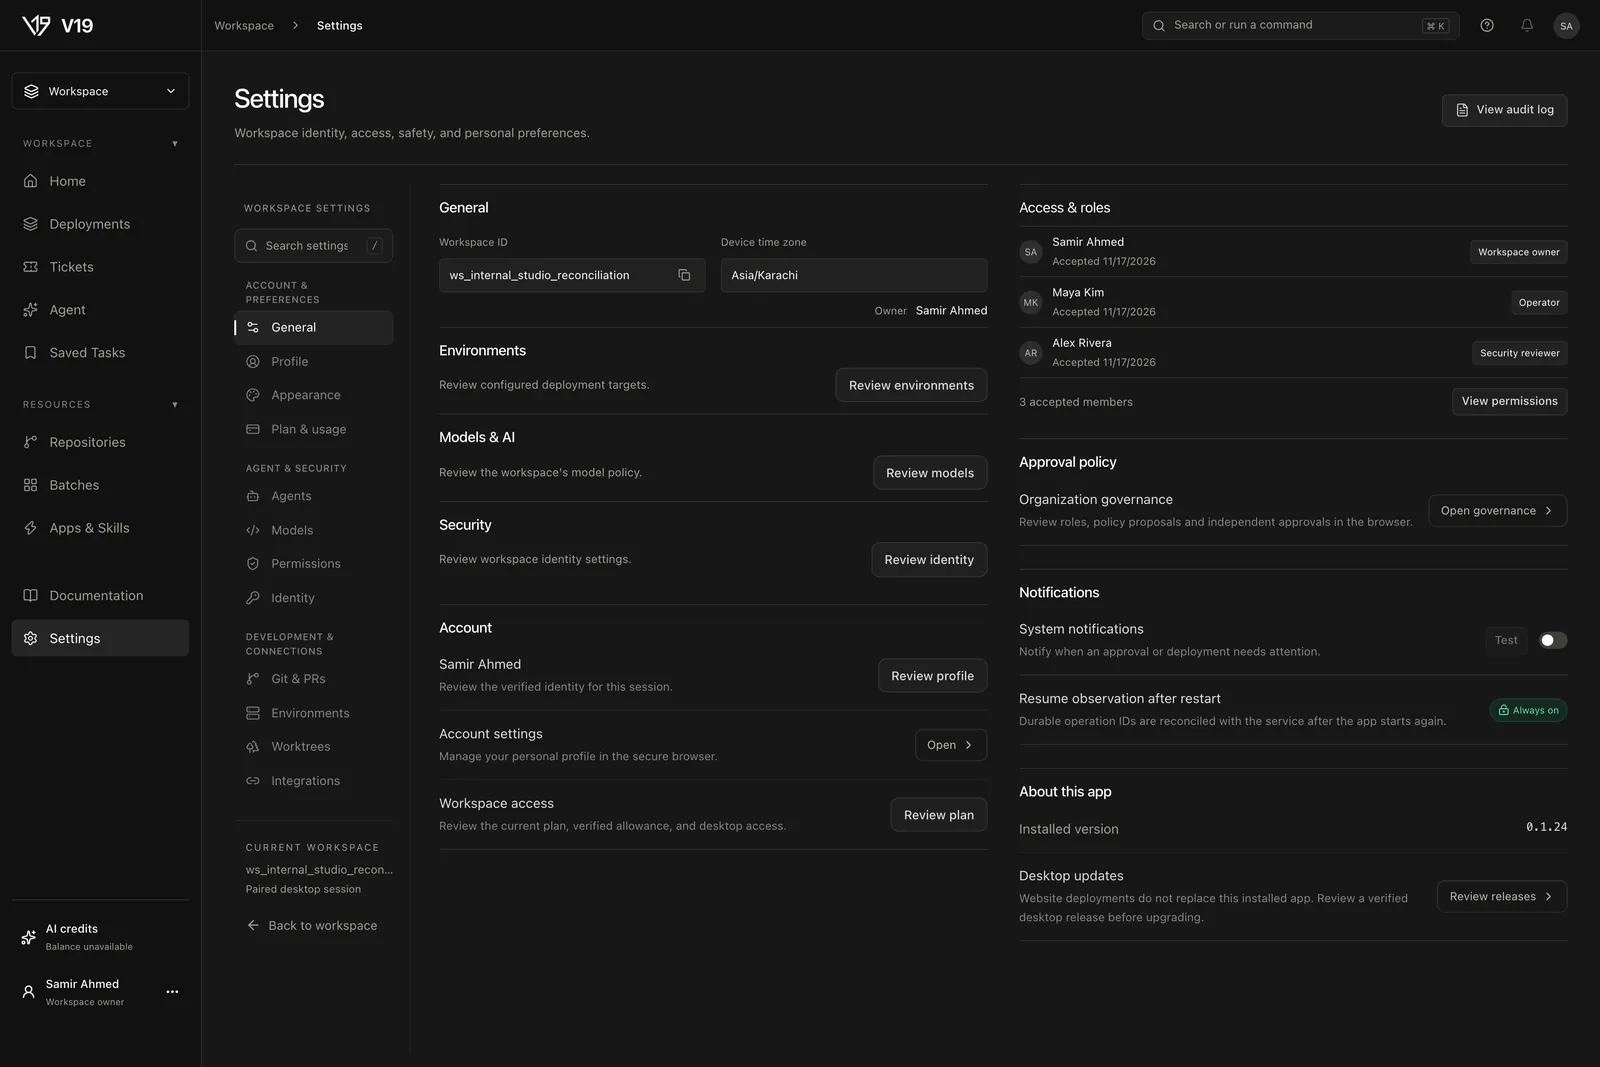 V19
Workspace
Settings
Search or run a command
⌘ K
SA
Workspace
WORKSPACE
Home
Deployments
Tickets
Agent
Saved Tasks
RESOURCES
Repositories
Batches
Apps & Skills
Documentation
Settings
AI credits
Balance unavailable
Samir Ahmed
Workspace owner
Settings
Workspace identity, access, safety, and personal preferences.
View audit log
WORKSPACE SETTINGS
Search settings
/
ACCOUNT &
PREFERENCES
General
Profile
Appearance
Plan & usage
AGENT & SECURITY
Agents
Models
Permissions
Identity
DEVELOPMENT &
CONNECTIONS
Git & PRs
Environments
Worktrees
Integrations
CURRENT WORKSPACE
ws_internal_studio_recon...
Paired desktop session
Back to workspace
General
Workspace ID
Device time zone
ws_internal_studio_reconciliation
Asia/Karachi
Owner Samir Ahmed
Environments
Review configured deployment targets.
Review environments
Models & AI
Review the workspace's model policy.
Review models
Security
Review workspace identity settings.
Review identity
Account
Samir Ahmed
Review the verified identity for this session.
Review profile
Account settings
Manage your personal profile in the secure browser.
Open
Workspace access
Review the current plan, verified allowance, and desktop access.
Review plan
Access & roles
SA
Samir Ahmed
Accepted 11/17/2026
Workspace owner
MK
Maya Kim
Accepted 11/17/2026
Operator
AR
Alex Rivera
Accepted 11/17/2026
Security reviewer
3 accepted members
View permissions
Approval policy
Organization governance
Review roles, policy proposals and independent approvals in the browser.
Open governance
Notifications
System notifications
Notify when an approval or deployment needs attention.
Test
Resume observation after restart
Durable operation IDs are reconciled with the service after the app starts again.
Always on
About this app
Installed version
0.1.24
Desktop updates
Website deployments do not replace this installed app. Review a verified
desktop release before upgrading.
Review releases